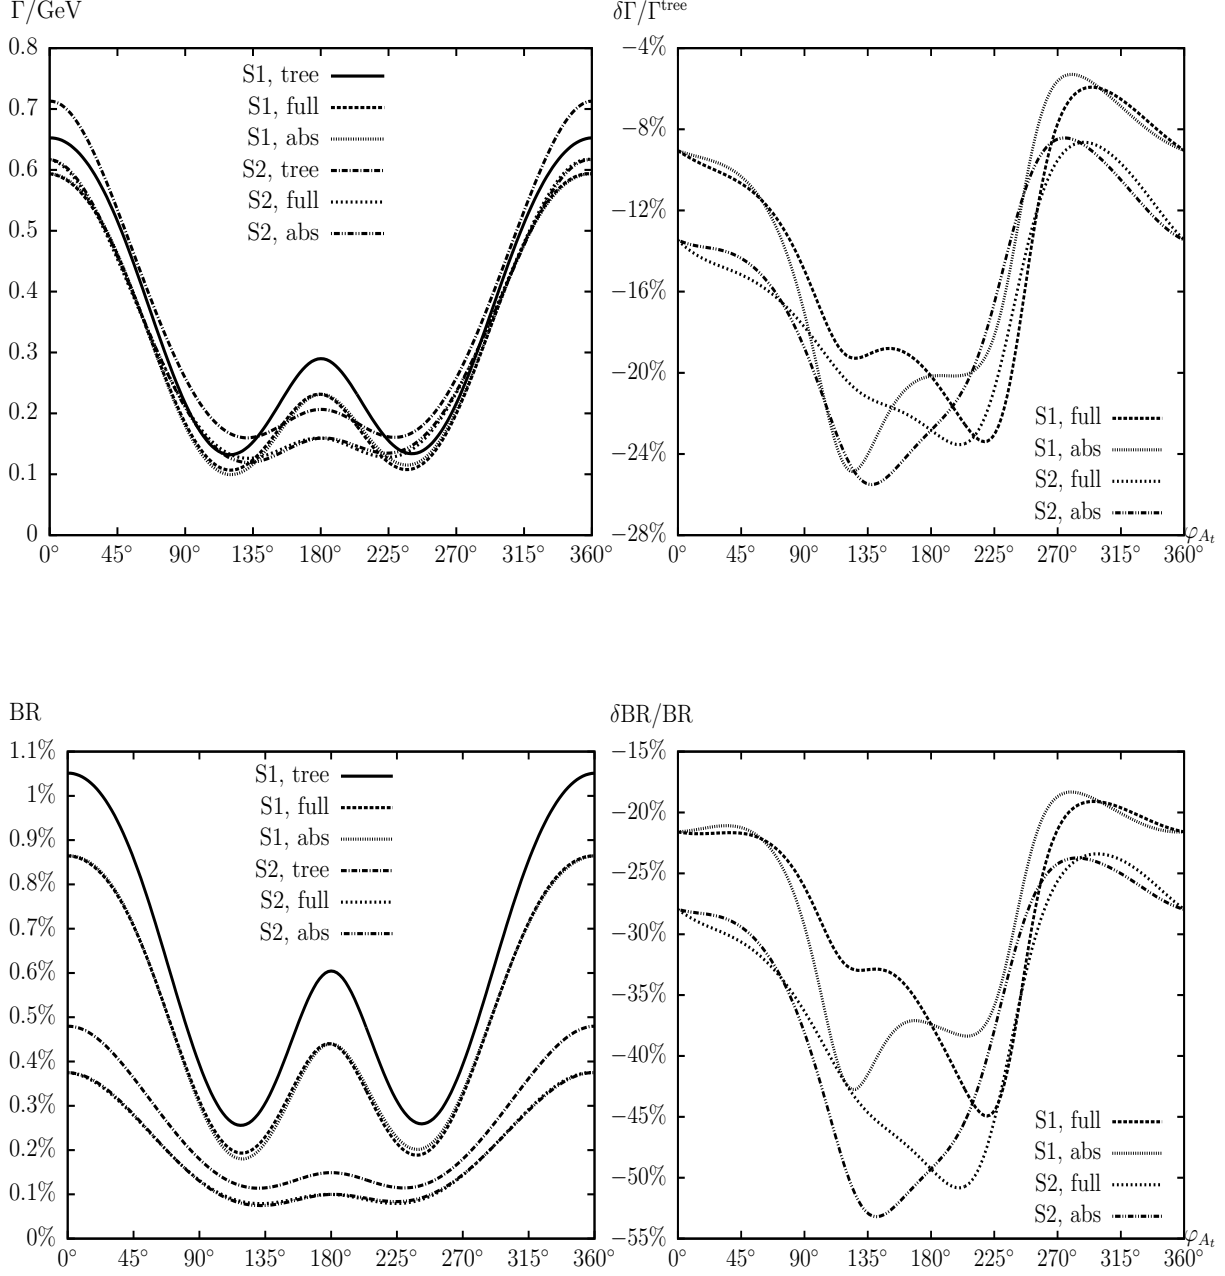 Γ/GeV
0.8
0.7
0.6
0.5
0.4
0.3
0.2
0.1
0
S1, tree
S1, full
S1, abs
S2, tree
S2, full
S2, abs
0° 45° 90° 135° 180° 225° 270° 315° 360°
δΓ/Γ^tree
−4%
−8%
−12%
−16%
−20%
−24%
−28%
S1, full
S1, abs
S2, full
S2, abs
0° 45° 90° 135° 180° 225° 270° 315° 360°
φ_{A_t}
BR
1.1%
1%
0.9%
0.8%
0.7%
0.6%
0.5%
0.4%
0.3%
0.2%
0.1%
0%
S1, tree
S1, full
S1, abs
S2, tree
S2, full
S2, abs
0° 45° 90° 135° 180° 225° 270° 315° 360°
δBR/BR
−15%
−20%
−25%
−30%
−35%
−40%
−45%
−50%
−55%
S1, full
S1, abs
S2, full
S2, abs
0° 45° 90° 135° 180° 225° 270° 315° 360°
φ_{A_t}